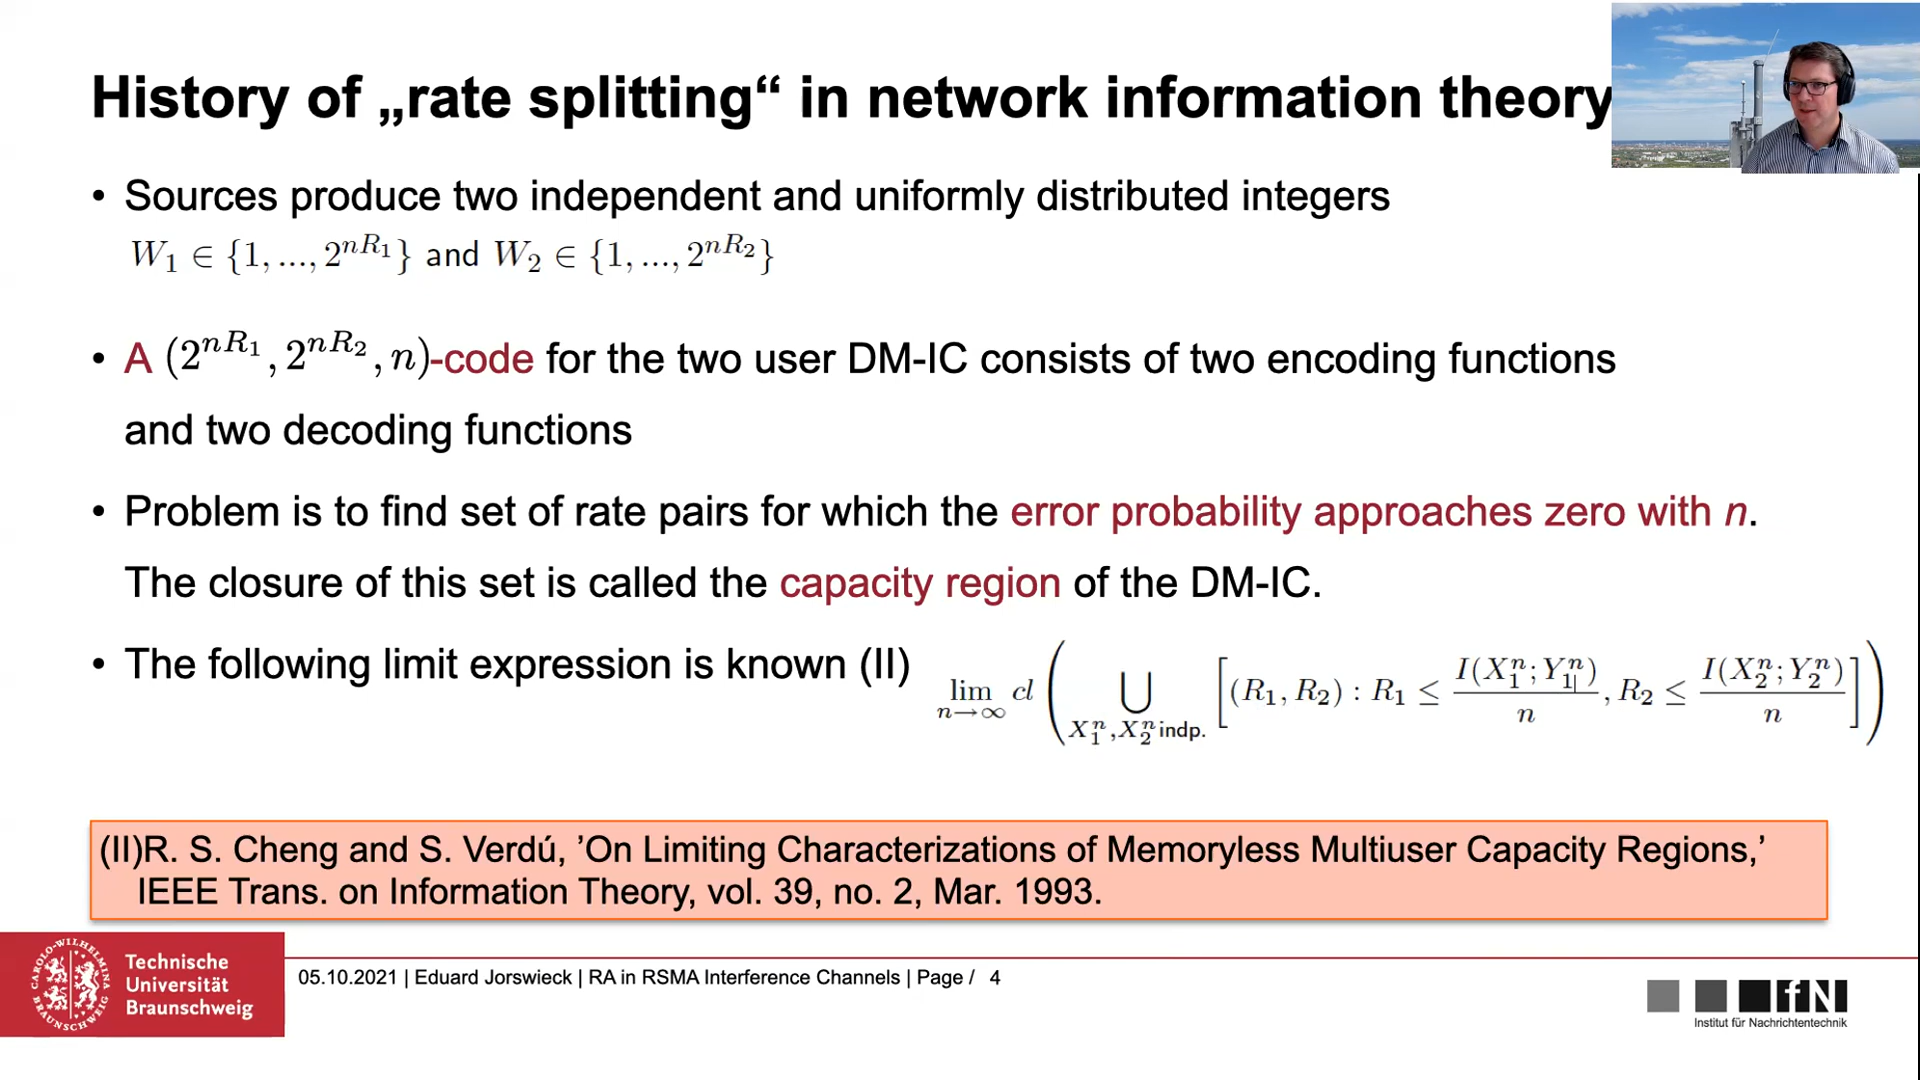 History of „rate splitting“ in network information theory
• Sources produce two independent and uniformly distributed integers
W₁ ∈ {1, ..., 2^{nR₁}} and W₂ ∈ {1, ..., 2^{nR₂}}
• A (2^{nR₁}, 2^{nR₂}, n)-code for the two user DM-IC consists of two encoding functions
and two decoding functions
• Problem is to find set of rate pairs for which the error probability approaches zero with n.
The closure of this set is called the capacity region of the DM-IC.
• The following limit expression is known (II) lim_{n→∞} cl ( ⋃_{X₁ⁿ,X₂ⁿ indp.} [ (R₁, R₂) : R₁ ≤ I(X₁ⁿ; Y₁ⁿ)/n , R₂ ≤ I(X₂ⁿ; Y₂ⁿ)/n ] )
(II)R. S. Cheng and S. Verdú, ’On Limiting Characterizations of Memoryless Multiuser Capacity Regions,’
IEEE Trans. on Information Theory, vol. 39, no. 2, Mar. 1993.
CAROLO-WILHELMINA
BRAUNSCHWEIG
Technische
Universität
Braunschweig
05.10.2021 | Eduard Jorswieck | RA in RSMA Interference Channels | Page / 4
IfN
Institut für Nachrichtentechnik